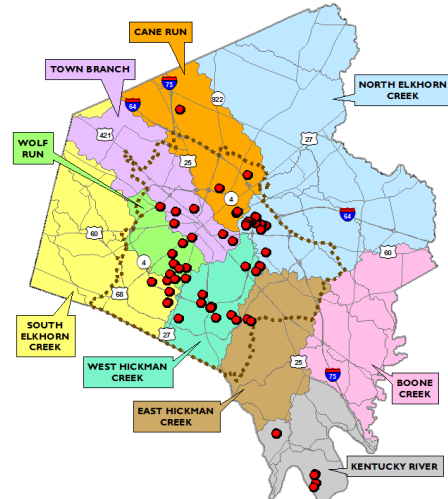 CANE RUN
TOWN BRANCH
75
64
922
NORTH ELKHORN
CREEK
421
27
WOLF
RUN
25
4
64
60
60
4
68
27
SOUTH
ELKHORN
CREEK
WEST HICKMAN
CREEK
25
75
BOONE
CREEK
EAST HICKMAN
CREEK
KENTUCKY RIVER